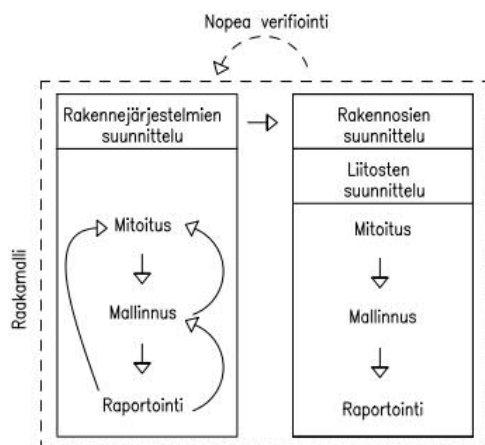 Nopea verifiointi
Raakamalli
Rakennejärjestelmien
suunnittelu
Mitoitus
Mallinnus
Raportointi
Rakennosien
suunnittelu
Liitosten
suunnittelu
Mitoitus
Mallinnus
Raportointi